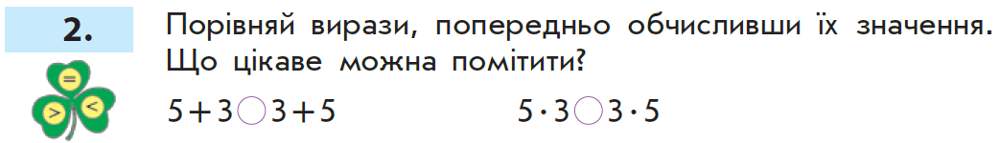 2. Порівняй вирази, попередньо обчисливши їх значення.
Що цікаве можна помітити?
=
> <
5+3◯3+5 5·3◯3·5